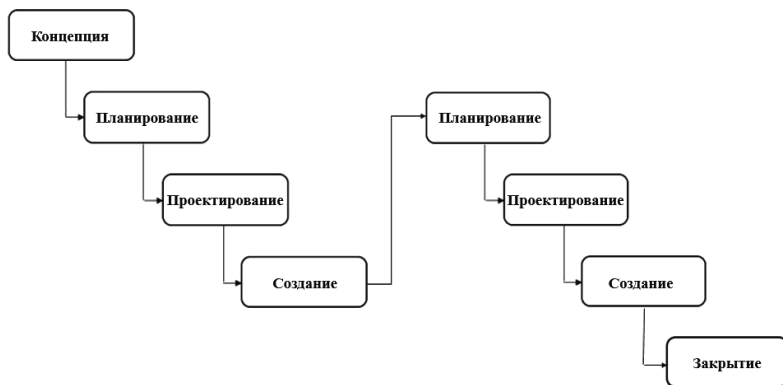 Концепция
Планирование
Проектирование
Создание
Планирование
Проектирование
Создание
Закрытие